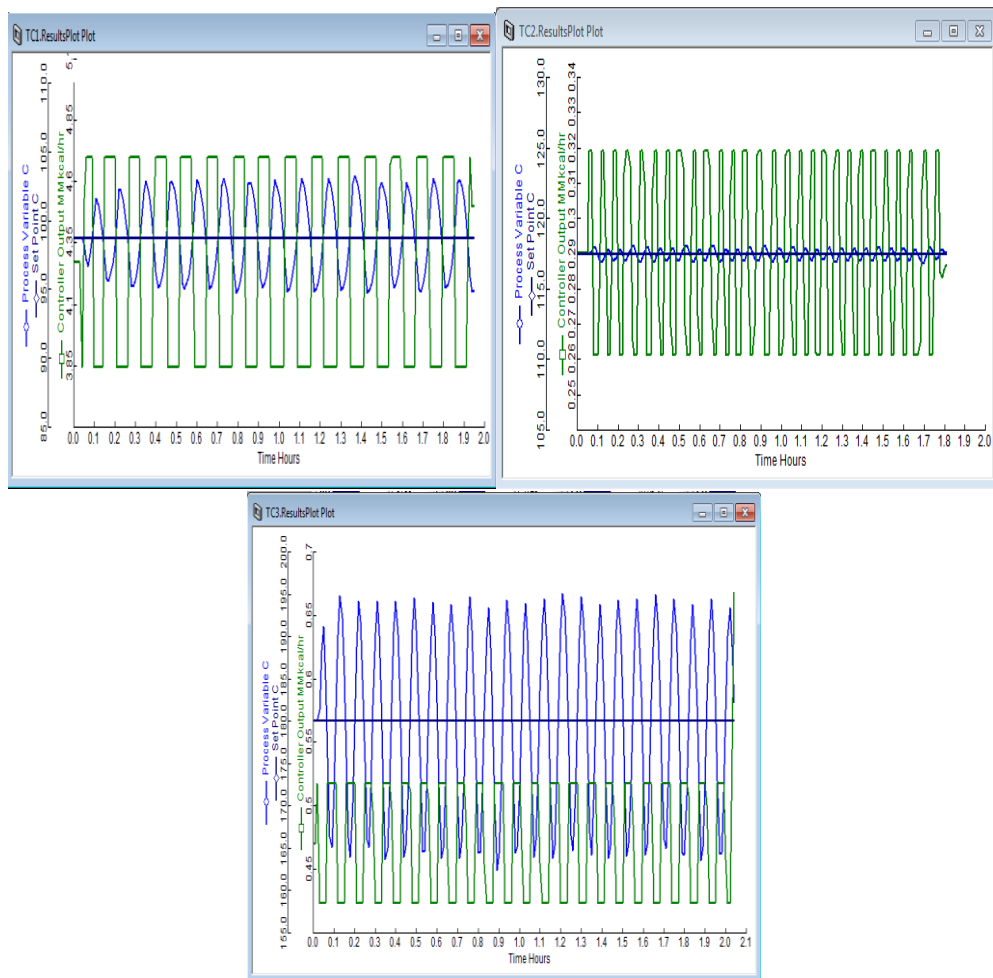 TC1.ResultsPlot Plot
Process Variable C
Set Point C
Controller Output MMkcal/hr
110.0
105.0
100.0
95.0
90.0
85.0
4.85
4.6
4.35
4.1
3.85
0.0 0.1 0.2 0.3 0.4 0.5 0.6 0.7 0.8 0.9 1.0 1.1 1.2 1.3 1.4 1.5 1.6 1.7 1.8 1.9 2.0
Time Hours
TC2.ResultsPlot Plot
Process Variable C
Set Point C
Controller Output MMkcal/hr
130.0
125.0
120.0
115.0
110.0
105.0
0.34
0.33
0.32
0.31
0.3
0.29
0.28
0.27
0.26
0.25
0.0 0.1 0.2 0.3 0.4 0.5 0.6 0.7 0.8 0.9 1.0 1.1 1.2 1.3 1.4 1.5 1.6 1.7 1.8 1.9 2.0
Time Hours
TC3.ResultsPlot Plot
Process Variable C
Set Point C
Controller Output MMkcal/hr
200.0
195.0
190.0
185.0
180.0
175.0
170.0
165.0
160.0
155.0
0.7
0.65
0.6
0.55
0.5
0.45
0.0 0.1 0.2 0.3 0.4 0.5 0.6 0.7 0.8 0.9 1.0 1.1 1.2 1.3 1.4 1.5 1.6 1.7 1.8 1.9 2.0 2.1
Time Hours